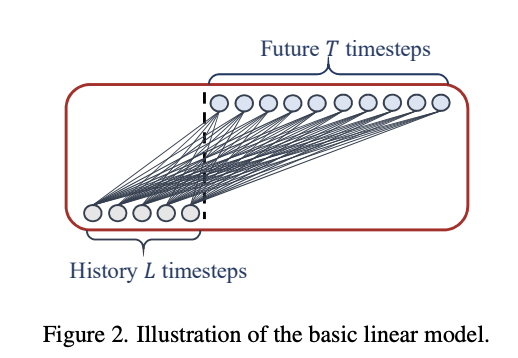 Future T timesteps
History L timesteps
Figure 2. Illustration of the basic linear model.